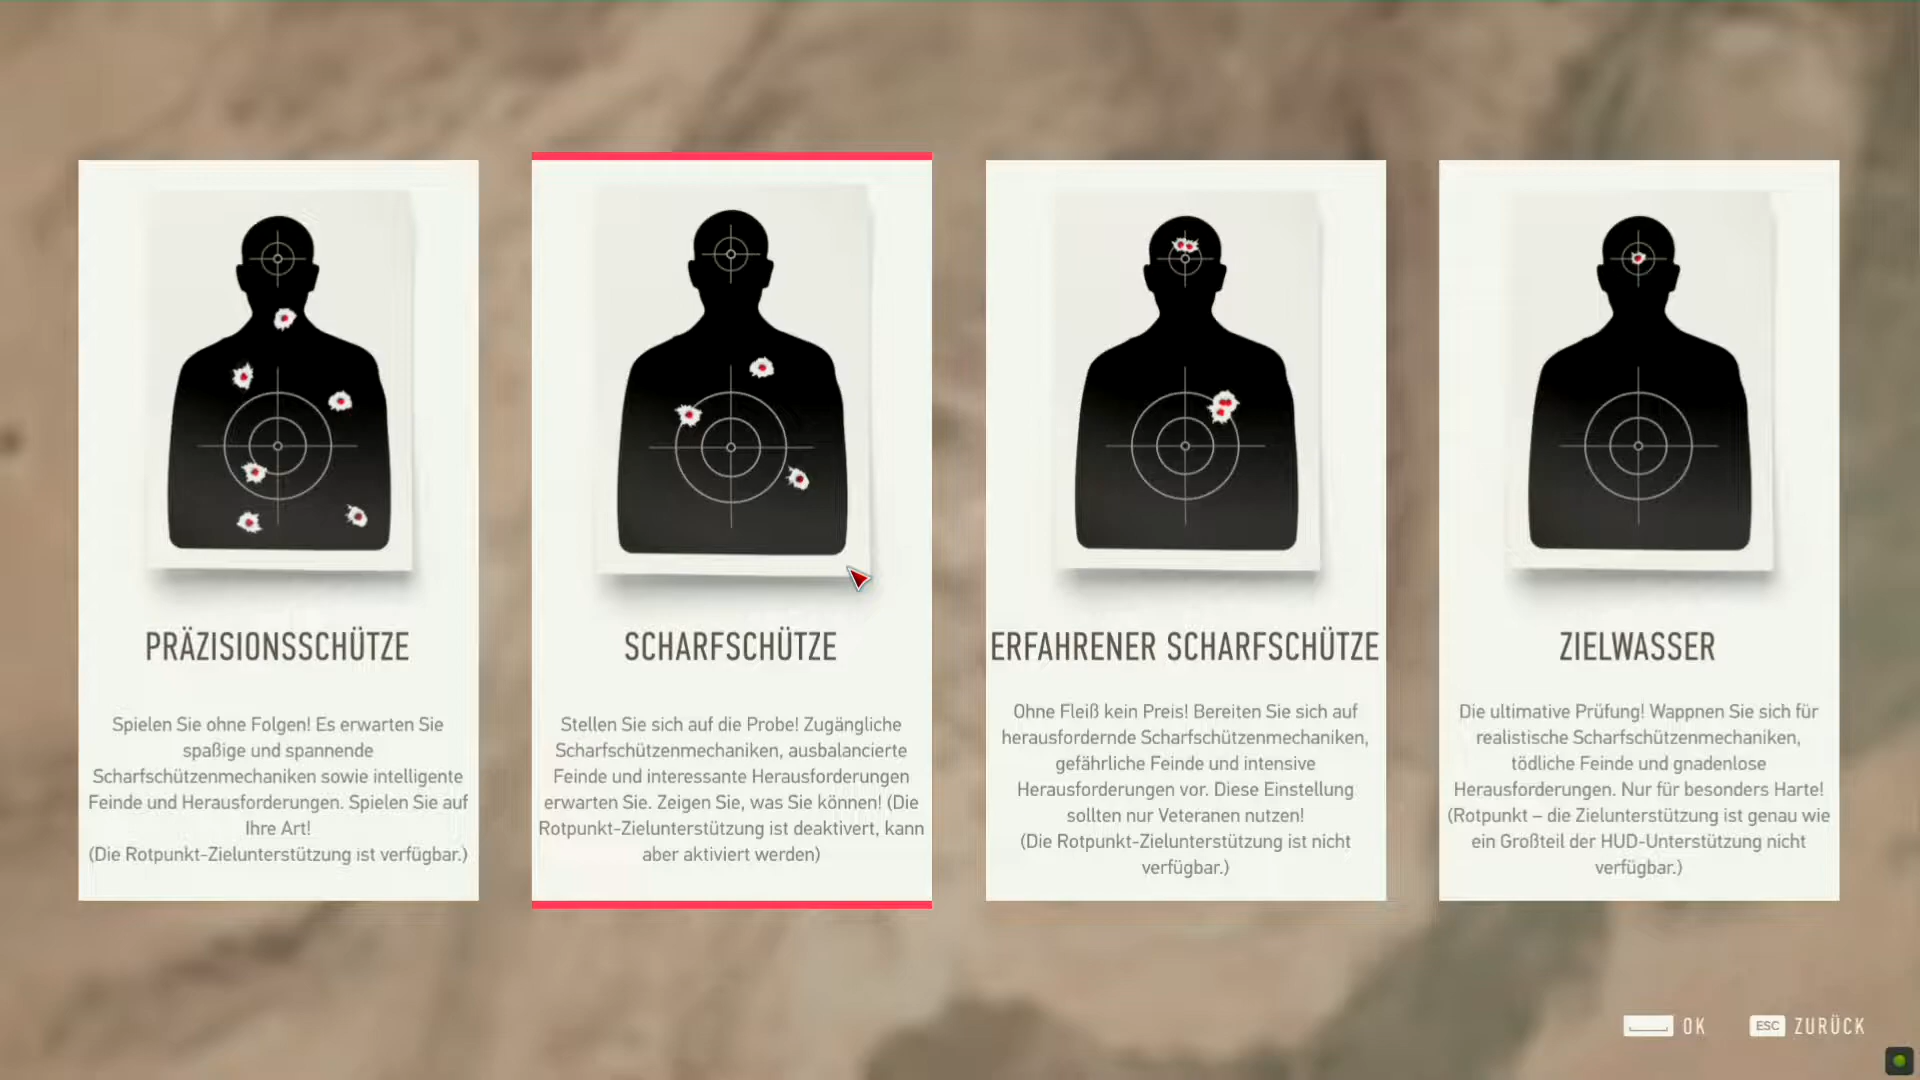 PRÄZISIONSSCHÜTZE
Spielen Sie ohne Folgen! Es erwarten Sie
spaßige und spannende
Scharfschützenmechaniken sowie intelligente
Feinde und Herausforderungen. Spielen Sie auf
Ihre Art!
(Die Rotpunkt-Zielunterstützung ist verfügbar.)
SCHARFSCHÜTZE
Stellen Sie sich auf die Probe! Zugängliche
Scharfschützenmechaniken, ausbalancierte
Feinde und interessante Herausforderungen
erwarten Sie. Zeigen Sie, was Sie können! (Die
Rotpunkt-Zielunterstützung ist deaktivert, kann
aber aktiviert werden)
ERFAHRENER SCHARFSCHÜTZE
Ohne Fleiß kein Preis! Bereiten Sie sich auf
herausfordernde Scharfschützenmechaniken,
gefährliche Feinde und intensive
Herausforderungen vor. Diese Einstellung
sollten nur Veteranen nutzen!
(Die Rotpunkt-Zielunterstützung ist nicht
verfügbar.)
ZIELWASSER
Die ultimative Prüfung! Wappnen Sie sich für
realistische Scharfschützenmechaniken,
tödliche Feinde und gnadenlose
Herausforderungen. Nur für besonders Harte!
(Rotpunkt – die Zielunterstützung ist genau wie
ein Großteil der HUD-Unterstützung nicht
verfügbar.)
OK
ESC ZURÜCK